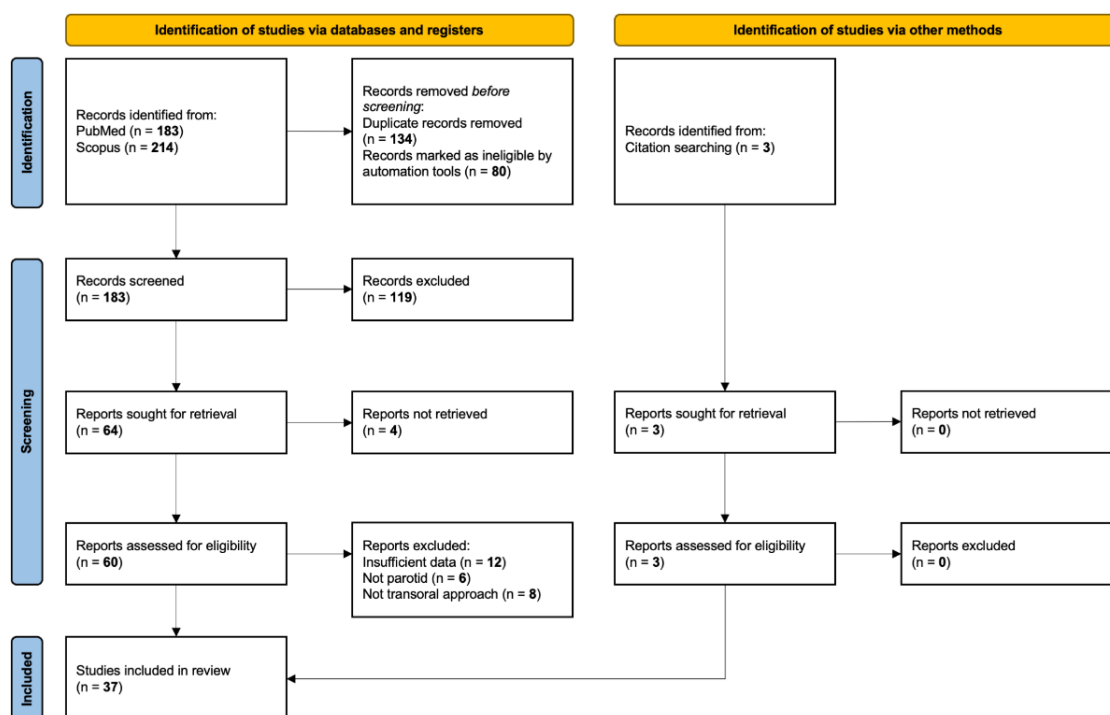 Identification of studies via databases and registers
Identification of studies via other methods
Identification
Records identified from:
PubMed (n = 183)
Scopus (n = 214)
Records removed before
screening:
Duplicate records removed
(n = 134)
Records marked as ineligible by
automation tools (n = 80)
Records identified from:
Citation searching (n = 3)
Screening
Records screened
(n = 183)
Records excluded
(n = 119)
Reports sought for retrieval
(n = 64)
Reports not retrieved
(n = 4)
Reports sought for retrieval
(n = 3)
Reports not retrieved
(n = 0)
Reports assessed for eligibility
(n = 60)
Reports excluded:
Insufficient data (n = 12)
Not parotid (n = 6)
Not transoral approach (n = 8)
Reports assessed for eligibility
(n = 3)
Reports excluded
(n = 0)
Included
Studies included in review
(n = 37)